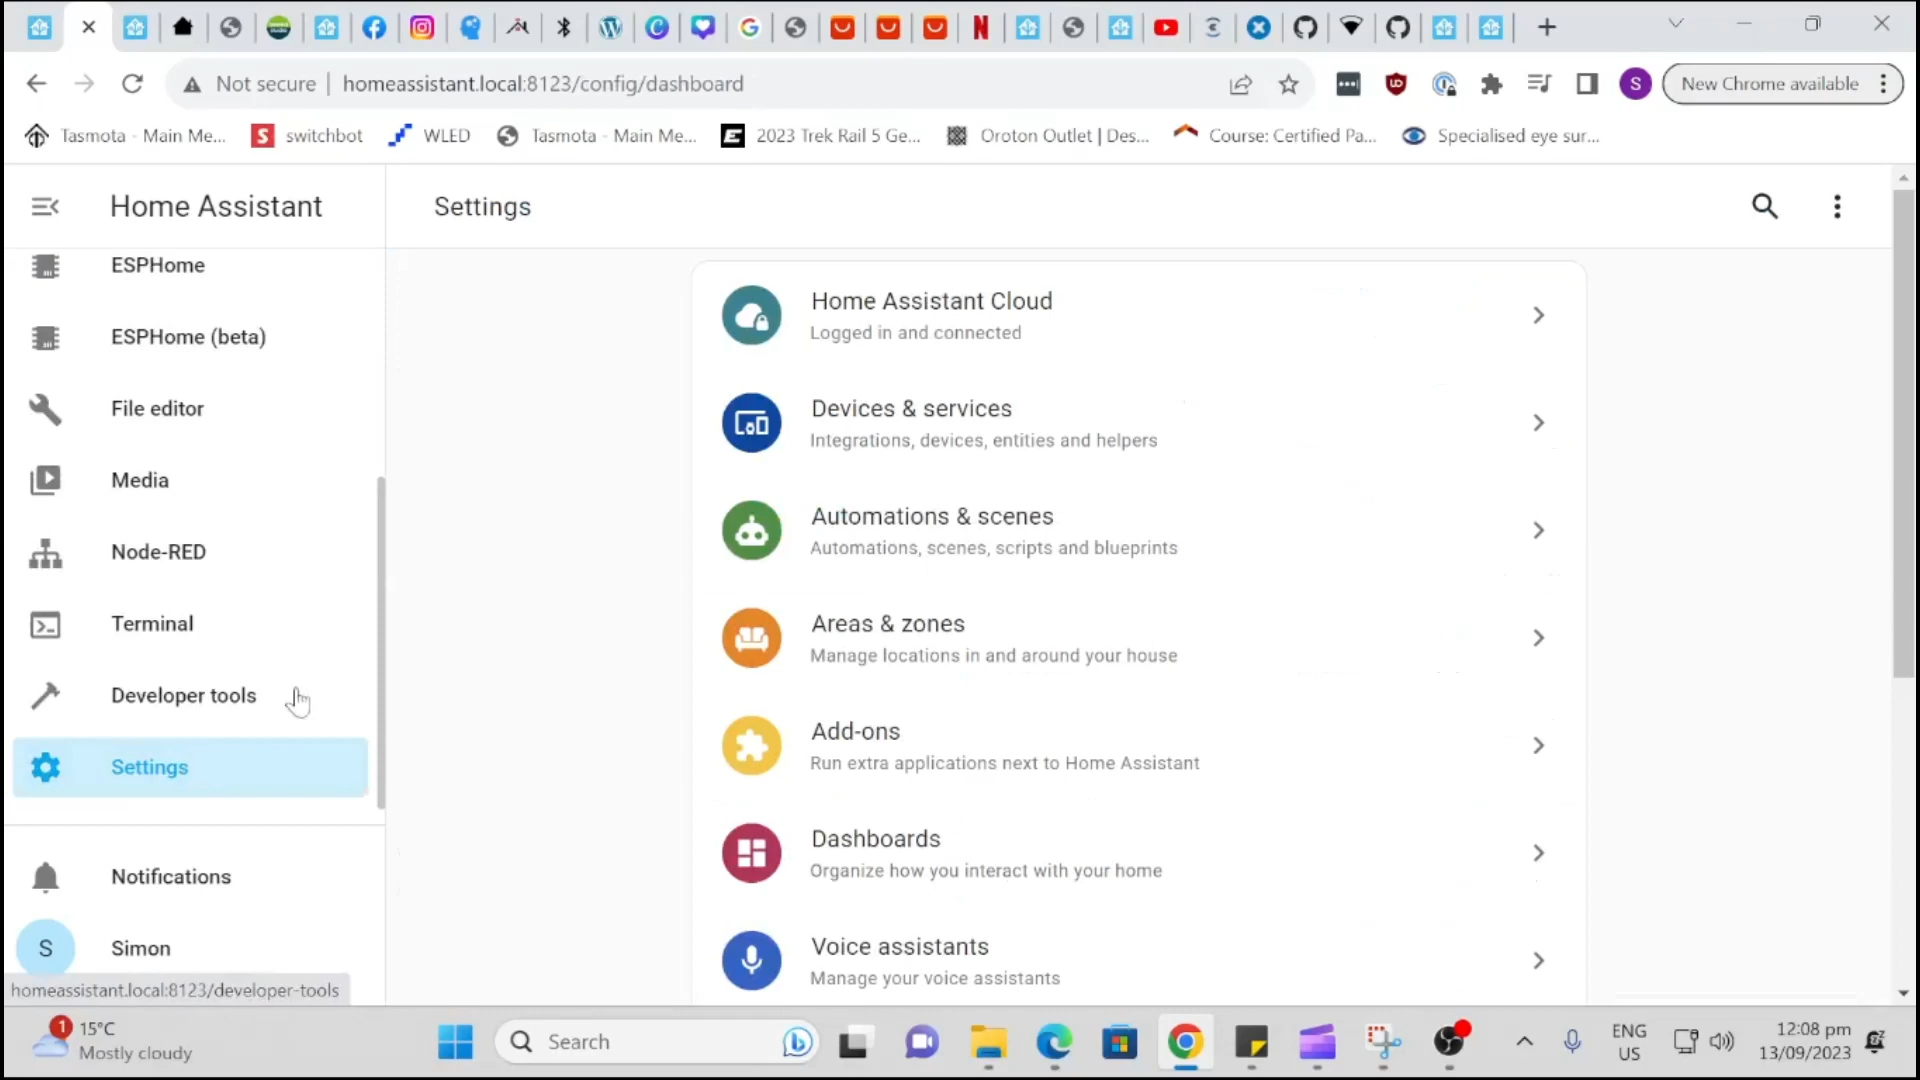 Not secure
homeassistant.local:8123/config/dashboard
S
New Chrome available
Tasmota - Main Me...
switchbot
WLED
Tasmota - Main Me...
2023 Trek Rail 5 Ge...
Oroton Outlet | Des...
Course: Certified Pa...
Specialised eye sur...
Home Assistant
Settings
ESPHome
ESPHome (beta)
File editor
Media
Node-RED
Terminal
Developer tools
Settings
Notifications
S
Simon
homeassistant.local:8123/developer-tools
Home Assistant Cloud
Logged in and connected
Devices & services
Integrations, devices, entities and helpers
Automations & scenes
Automations, scenes, scripts and blueprints
Areas & zones
Manage locations in and around your house
Add-ons
Run extra applications next to Home Assistant
Dashboards
Organize how you interact with your home
Voice assistants
Manage your voice assistants
1
15°C
Mostly cloudy
Search
ENG
US
12:08 pm
13/09/2023